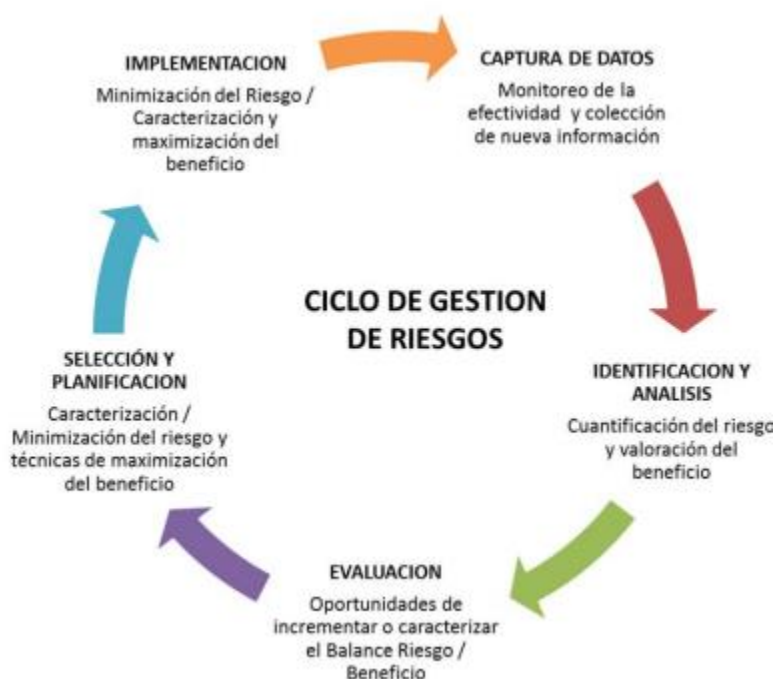 IMPLEMENTACION
Minimización del Riesgo /
Caracterización y
maximización del
beneficio
CAPTURA DE DATOS
Monitoreo de la
efectividad y colección
de nueva información
CICLO DE GESTION
DE RIESGOS
SELECCIÓN Y
PLANIFICACION
Caracterización /
Minimización del riesgo y
técnicas de maximización
del beneficio
IDENTIFICACION Y
ANALISIS
Cuantificación del riesgo
y valoración del
beneficio
EVALUACION
Oportunidades de
incrementar o caracterizar
el Balance Riesgo /
Beneficio